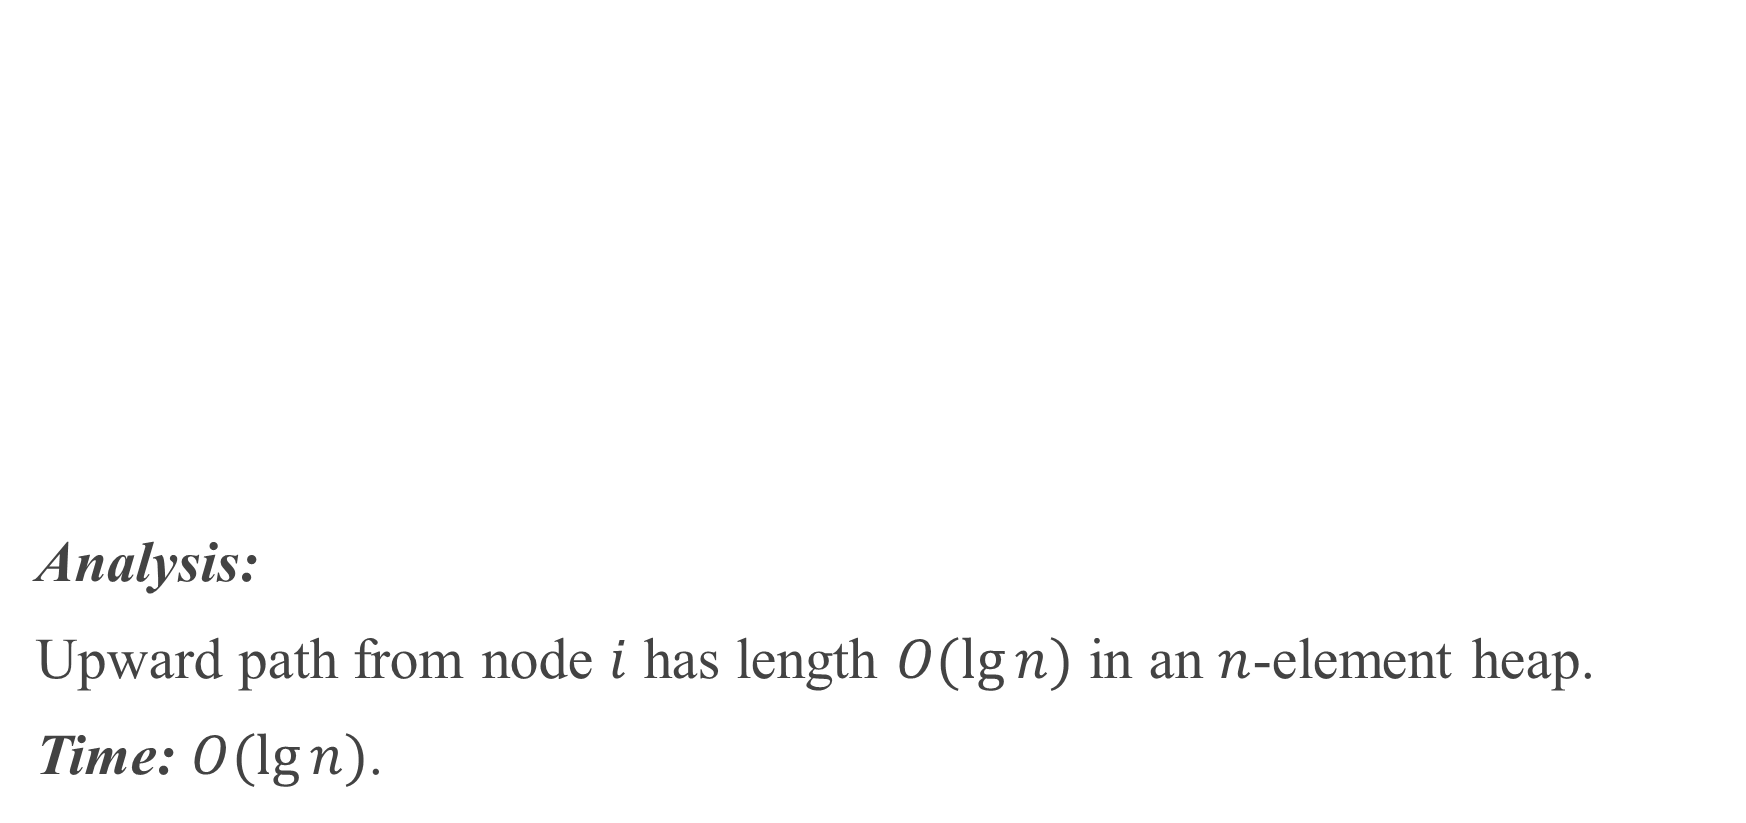 Analysis:
Upward path from node i has length O(lg n) in an n-element heap.
Time: O(lg n).